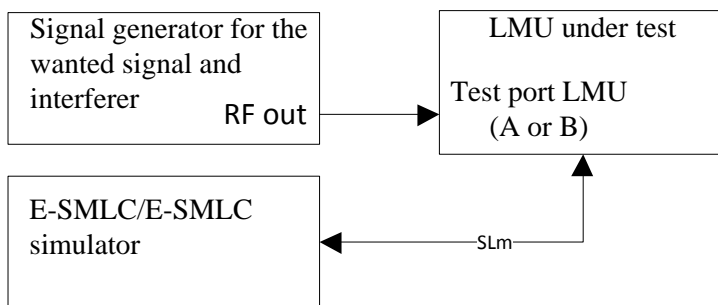 Signal generator for the
wanted signal and
interferer
RF out
LMU under test
Test port LMU
(A or B)
E-SMLC/E-SMLC
simulator
SLm